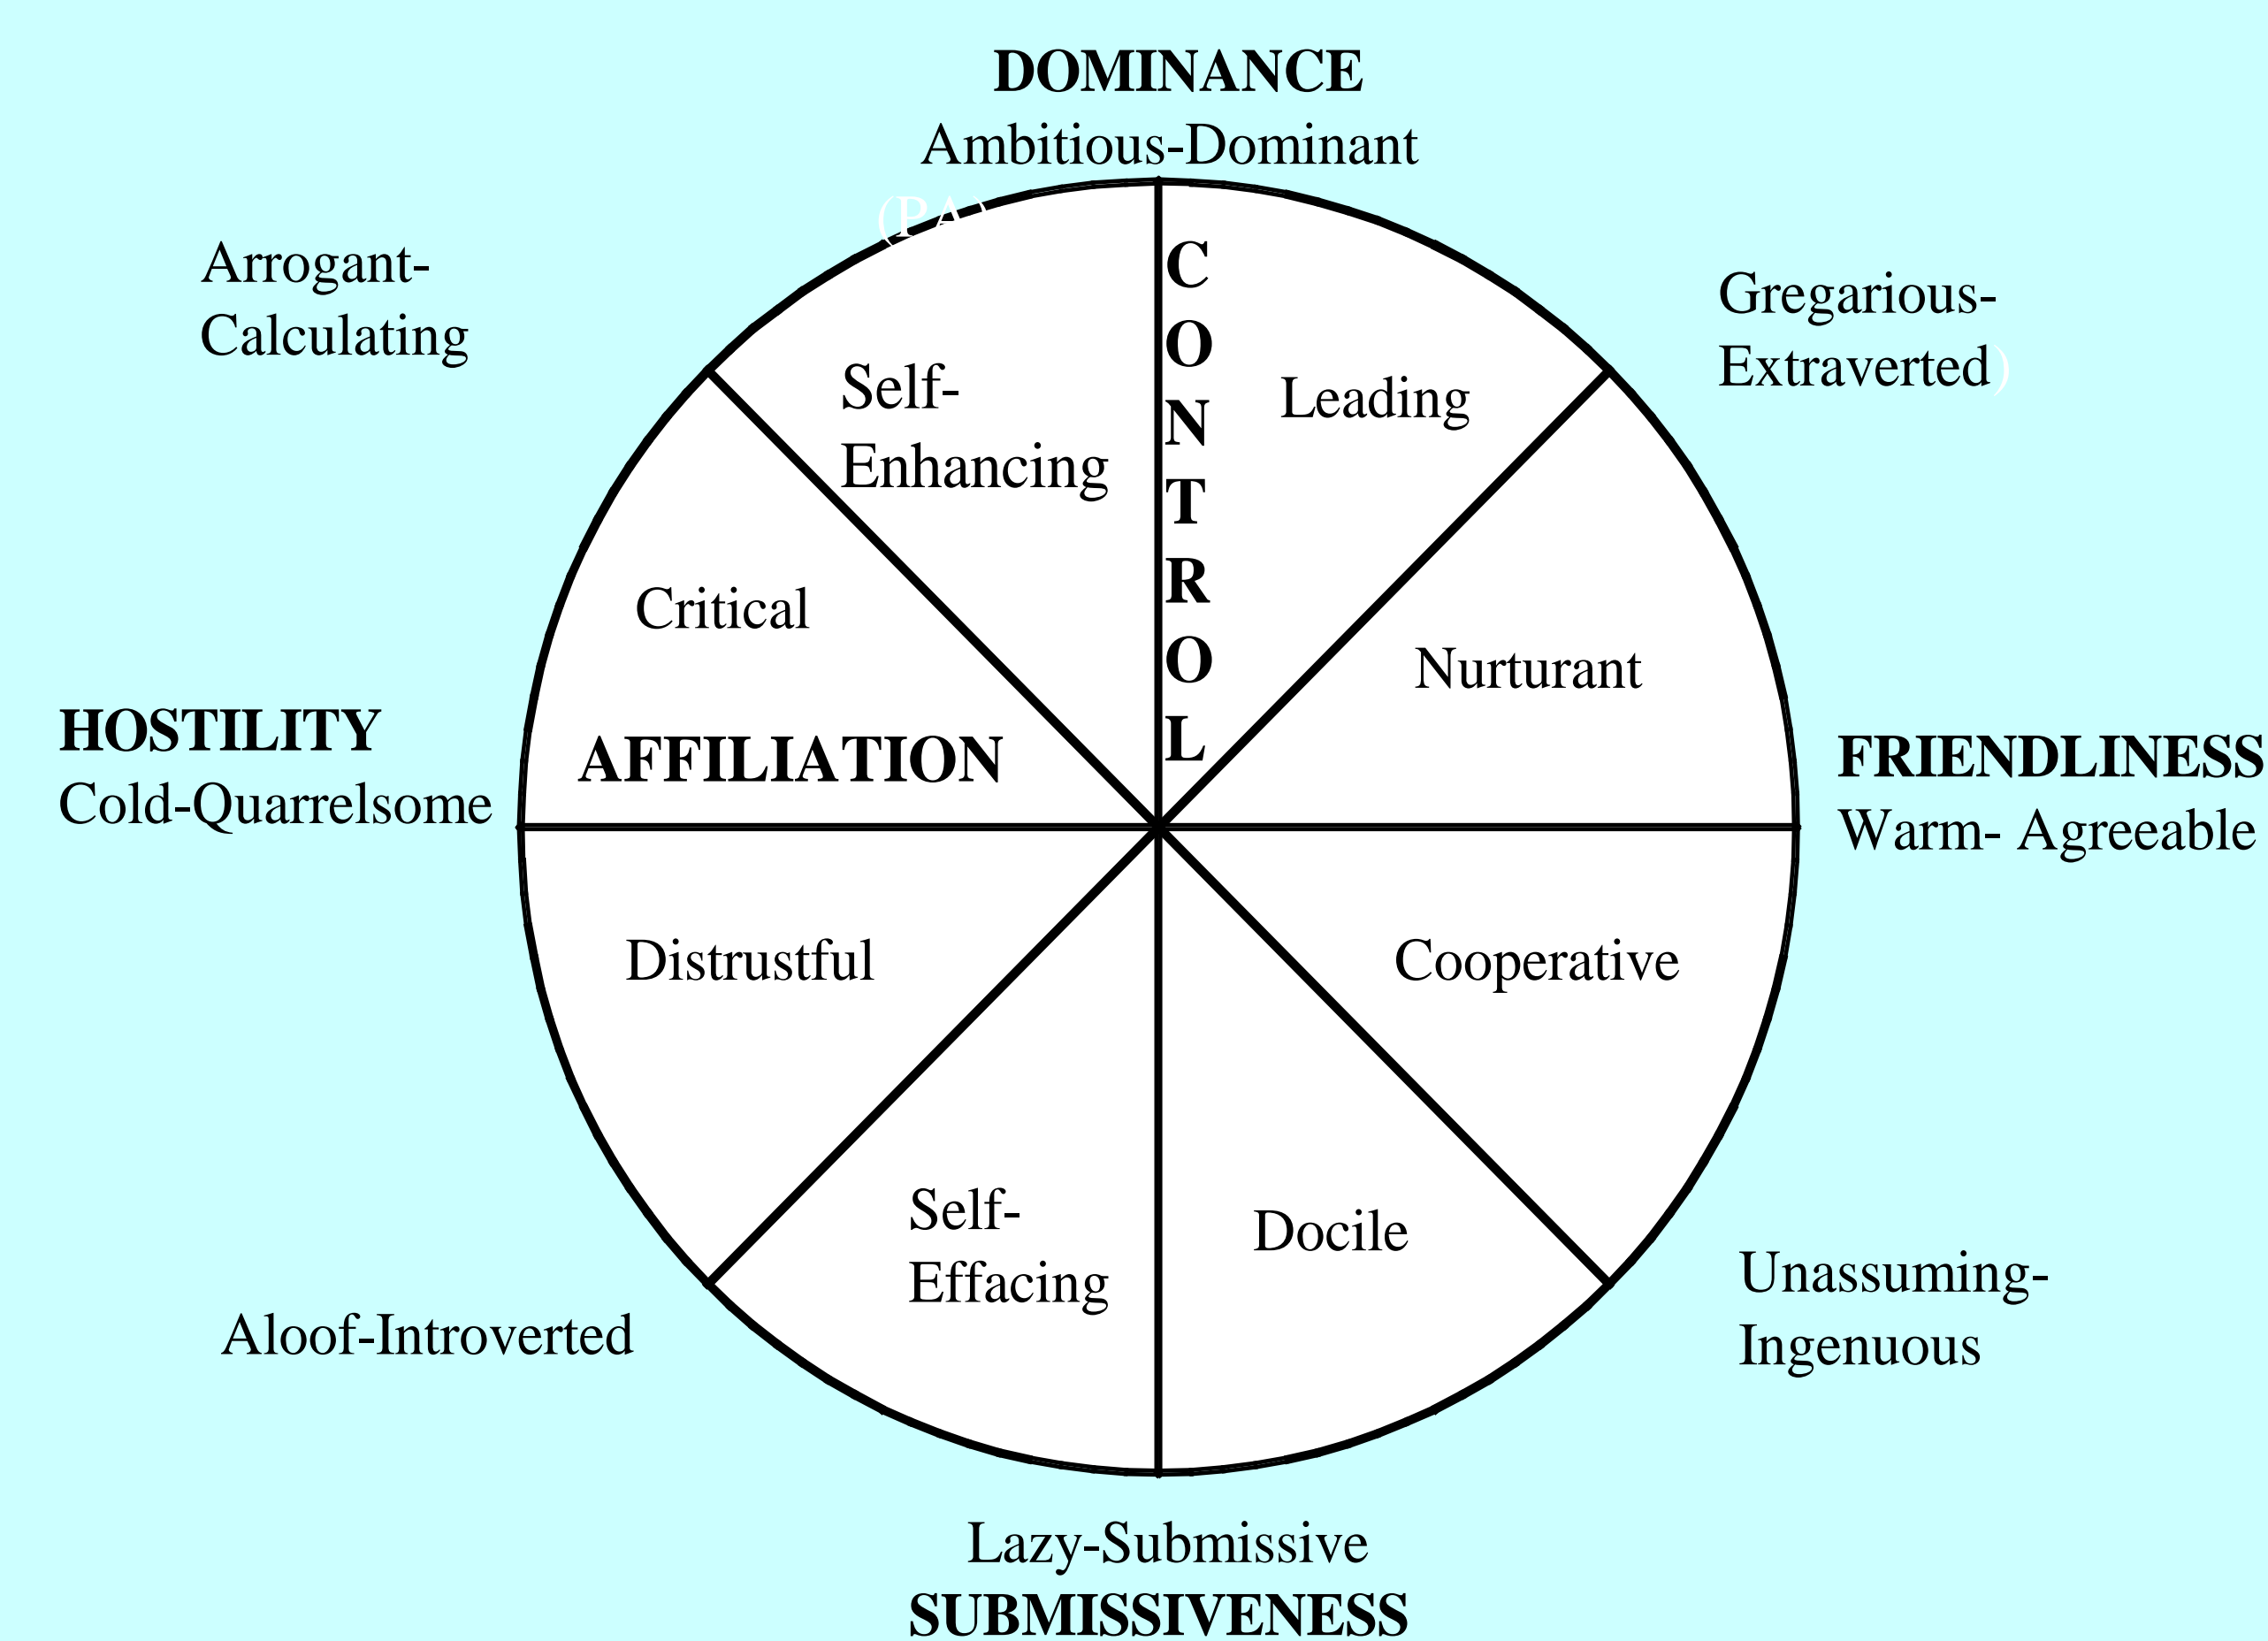 DOMINANCE
Ambitious-Dominant
(PA)
Arrogant-
Calculating
Gregarious-
Extraverted)
C
O
N
T
R
O
L
Self-
Enhancing
Leading
Critical
Nurturant
HOSTILITY
Cold-Quarrelsome
AFFILIATION
FRIENDLINESS
Warm- Agreeable
Distrustful
Cooperative
Self-
Effacing
Docile
Aloof-Introverted
Unassuming-
Ingenuous
Lazy-Submissive
SUBMISSIVENESS